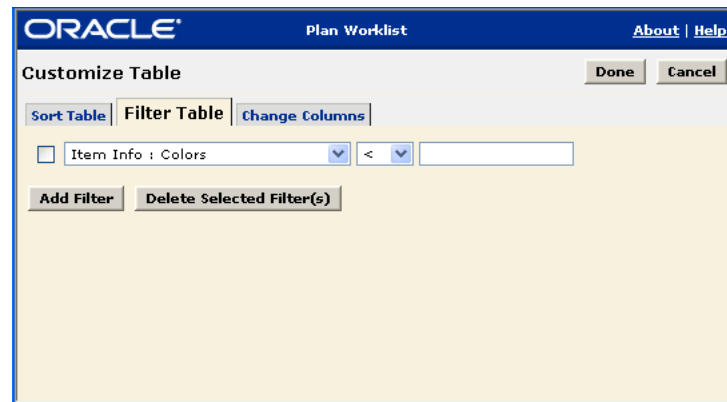 ORACLE® Plan Worklist About | Help
Customize Table Done Cancel
Sort Table Filter Table Change Columns
Item Info : Colors <
Add Filter Delete Selected Filter(s)